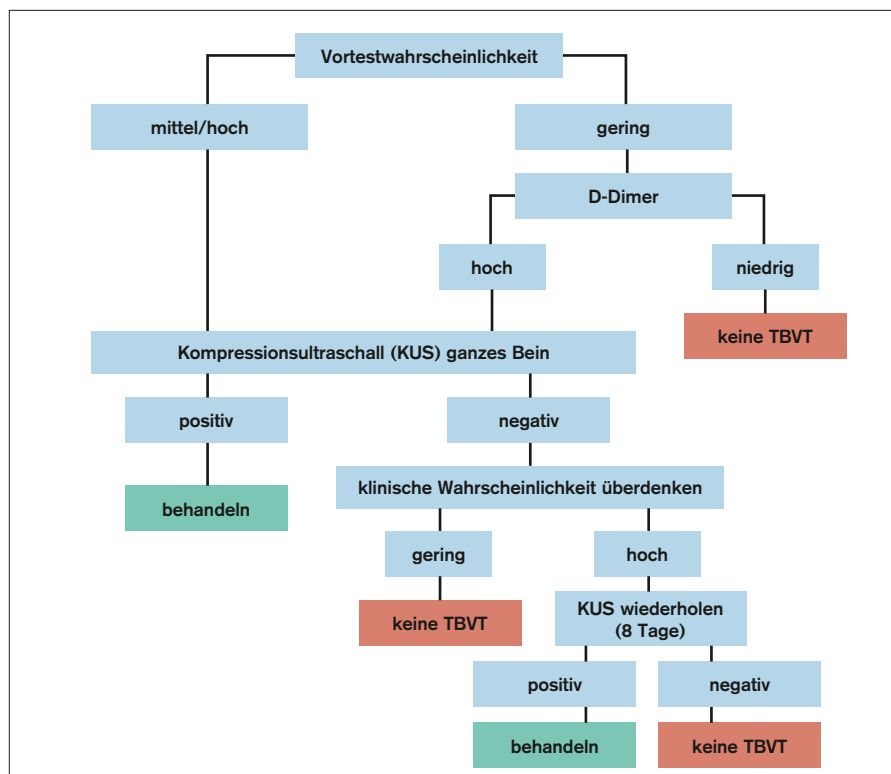 Vortestwahrscheinlichkeit
mittel/hoch
gering
D-Dimer
hoch
niedrig
keine TBVT
Kompressionsultraschall (KUS) ganzes Bein
positiv
negativ
klinische Wahrscheinlichkeit überdenken
behandeln
gering
hoch
keine TBVT
KUS wiederholen
(8 Tage)
positiv
negativ
behandeln
keine TBVT